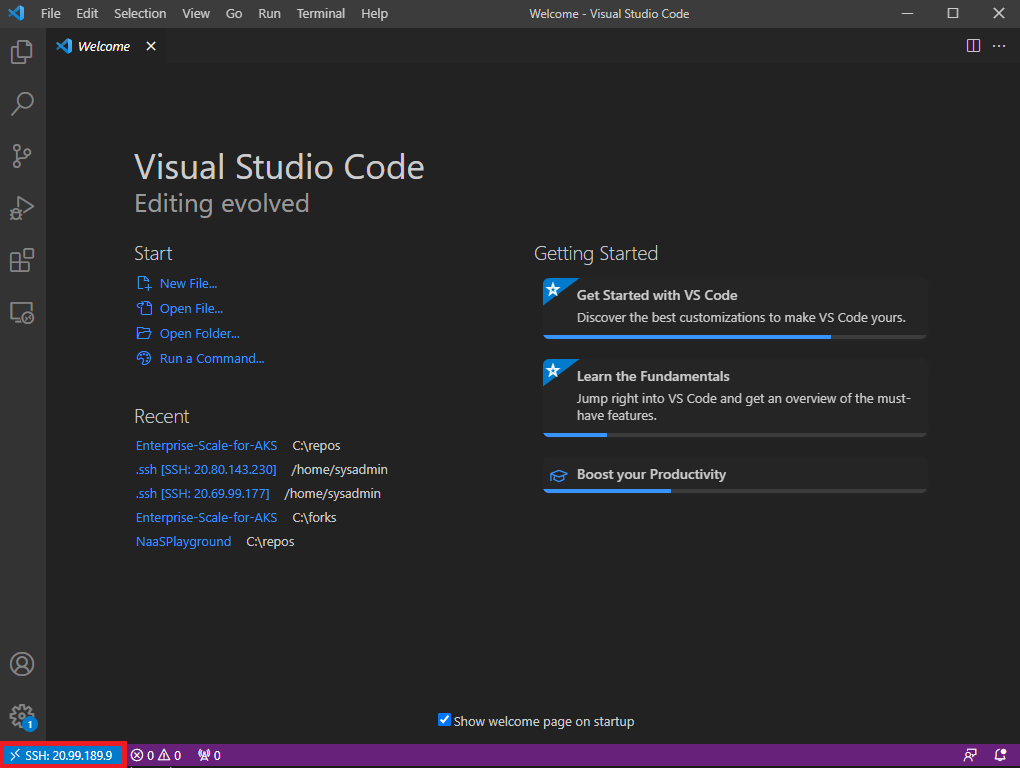 File Edit Selection View Go Run Terminal Help Welcome - Visual Studio Code
Welcome
Visual Studio Code
Editing evolved
Start
New File...
Open File...
Open Folder...
Run a Command...
Recent
Enterprise-Scale-for-AKS C:\repos
.ssh [SSH: 20.80.143.230] /home/sysadmin
.ssh [SSH: 20.69.99.177] /home/sysadmin
Enterprise-Scale-for-AKS C:\forks
NaaSPlayground C:\repos
Getting Started
Get Started with VS Code
Discover the best customizations to make VS Code yours.
Learn the Fundamentals
Jump right into VS Code and get an overview of the must-
have features.
Boost your Productivity
Show welcome page on startup
1
SSH: 20.99.189.9 0 0 0